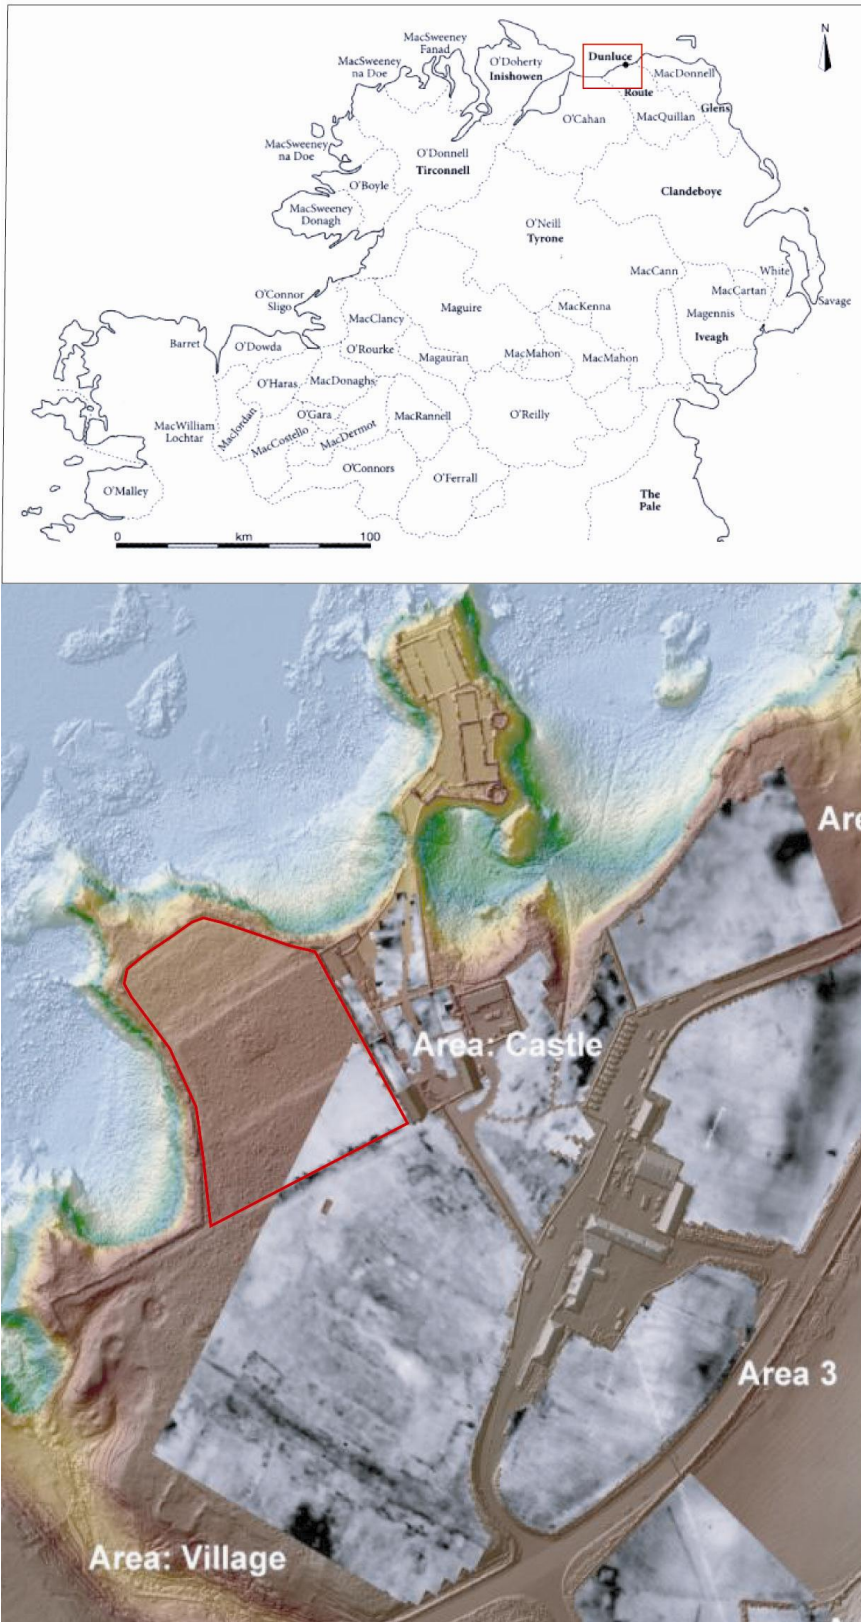 MacSweeney
Fanad
N
MacSweeney
na Doe
O'Doherty
Inishowen
Dunluce
MacDonnell
Route
Glens
O'Cahan
MacQuillan
MacSweeney
na Doe
O'Donnell
Tirconnell
O'Boyle
Clandeboye
MacSweeney
Donagh
O'Neill
Tyrone
MacCann
White
MacCartan
Savage
O'Connor
Sligo
Maguire
MacKenna
Magennis
MacClancy
Iveagh
Barret
O'Dowda
O'Rourke
Magauran
MacMahon
MacMahon
O'Haras
MacDonaghs
MacJordan
O'Gara
MacRannell
O'Reilly
MacWilliam
Lochtar
MacCostello
MacDermot
O'Connors
O'Ferrall
O'Malley
The
Pale
0
km
100
Are
Area: Castle
Area 3
Area: Village